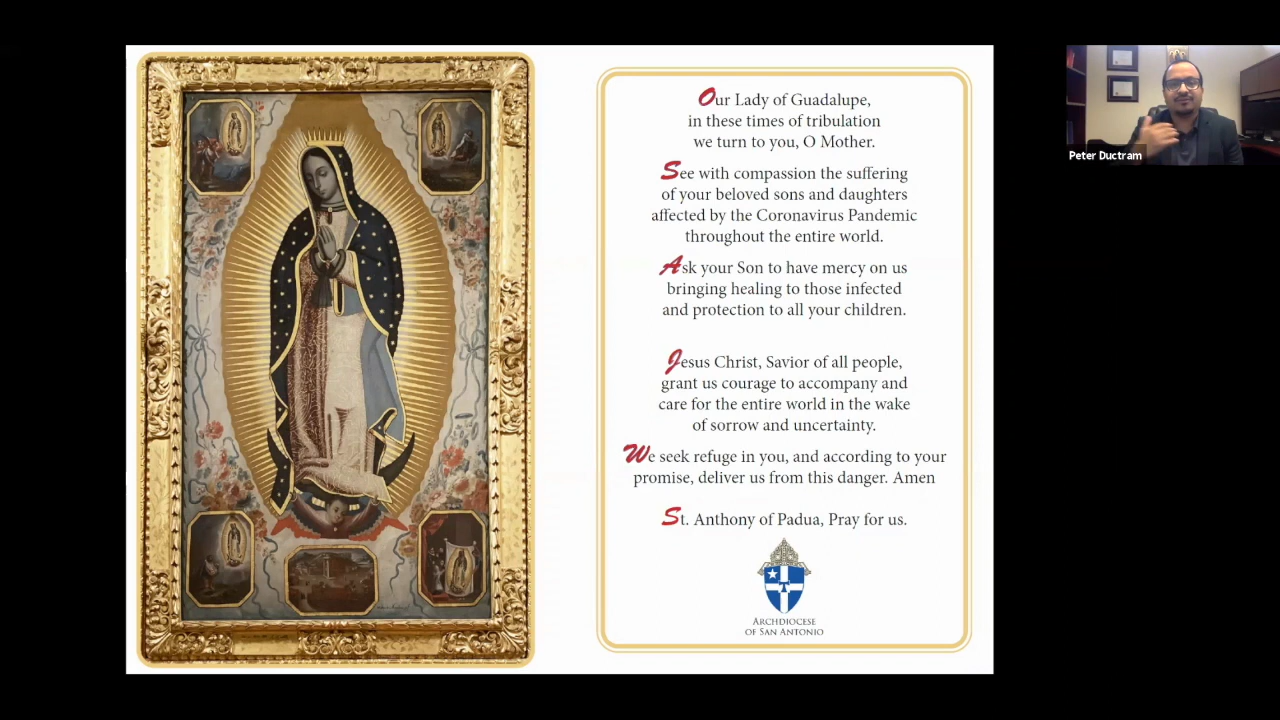 Our Lady of Guadalupe,
in these times of tribulation
we turn to you, O Mother.
See with compassion the suffering
of your beloved sons and daughters
affected by the Coronavirus Pandemic
throughout the entire world.
Ask your Son to have mercy on us
bringing healing to those infected
and protection to all your children.
Jesus Christ, Savior of all people,
grant us courage to accompany and
care for the entire world in the wake
of sorrow and uncertainty.
We seek refuge in you, and according to your
promise, deliver us from this danger. Amen
St. Anthony of Padua, Pray for us.
ARCHDIOCESE
OF SAN ANTONIO
Peter Ductram